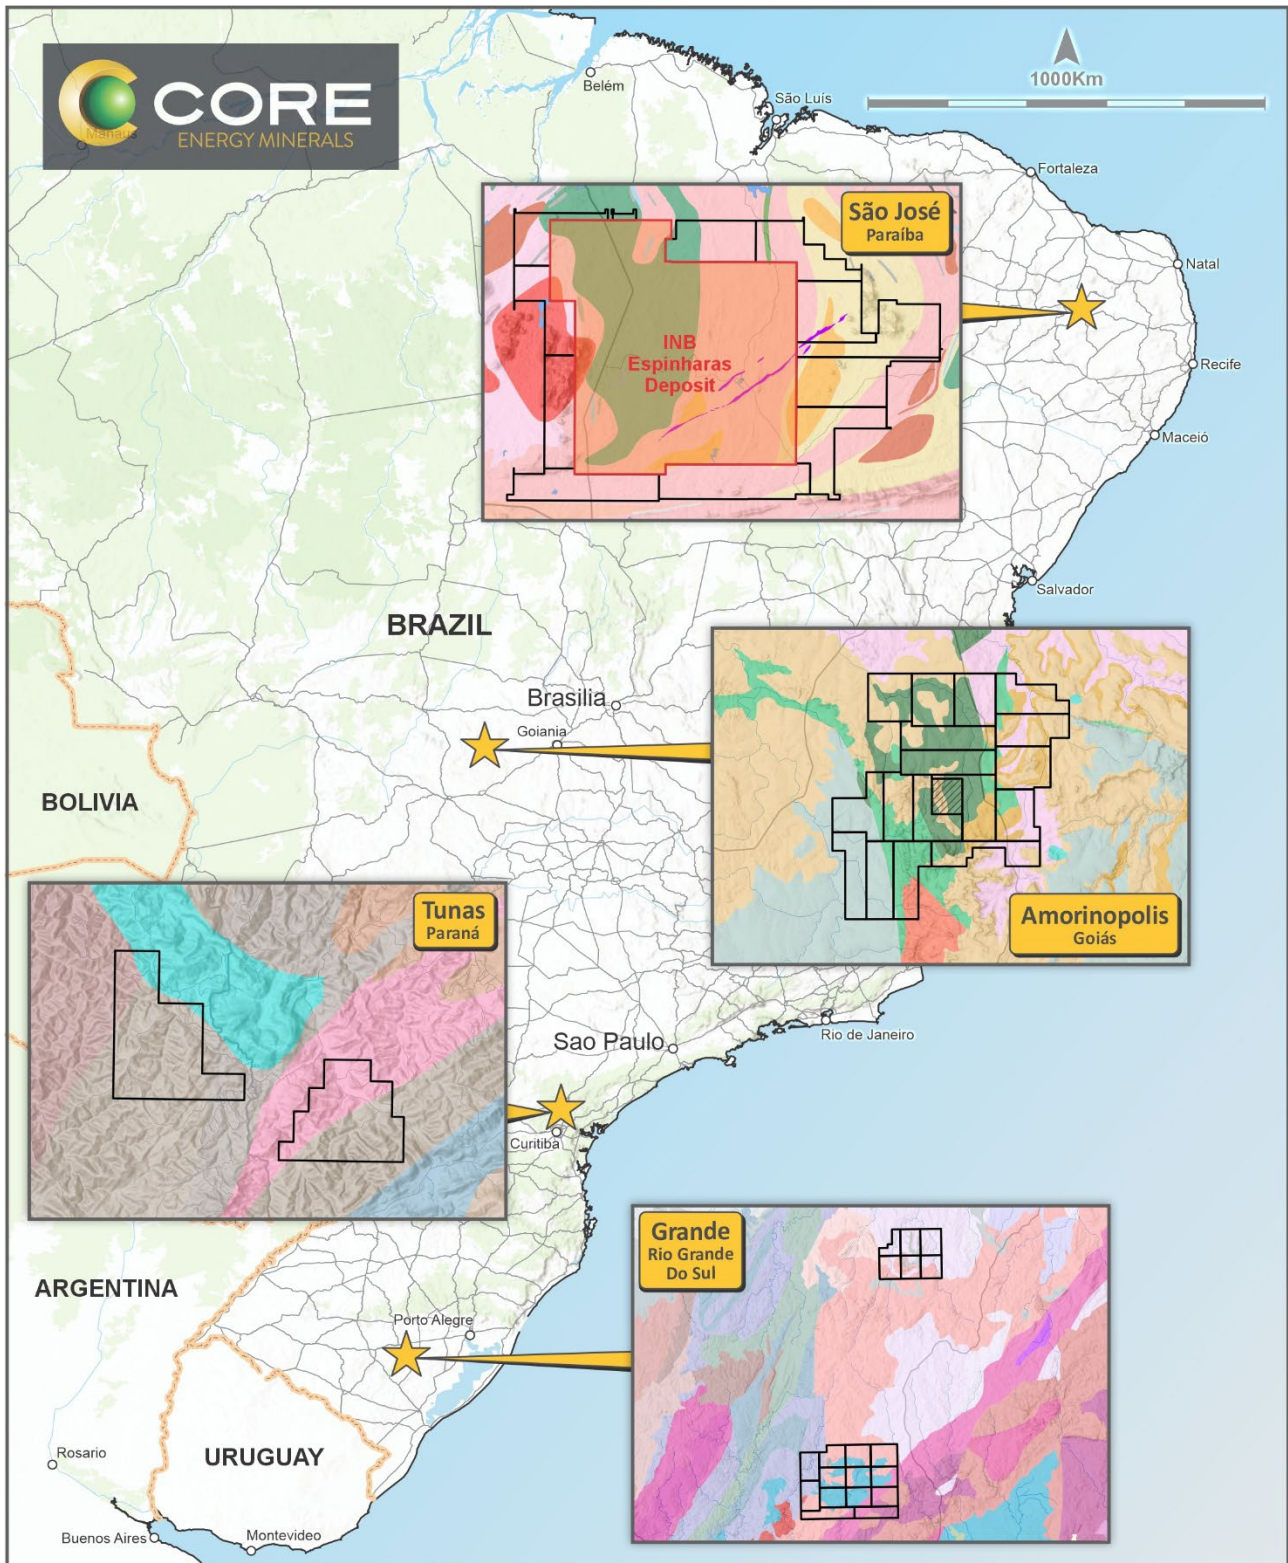 CORE
ENERGY MINERALS
Manaus
Belém
São Luís
1000Km
Fortaleza
São José
Paraíba
Natal
INB
Espinharas
Deposit
Recife
Maceió
Salvador
BRAZIL
Brasilia
Goiania
BOLIVIA
Amorinopolis
Goiás
Tunas
Paraná
Rio de Janeiro
Sao Paulo
Curitiba
Grande
Rio Grande
Do Sul
ARGENTINA
Porto Alegre
Rosario
URUGUAY
Buenos Aires
Montevideo